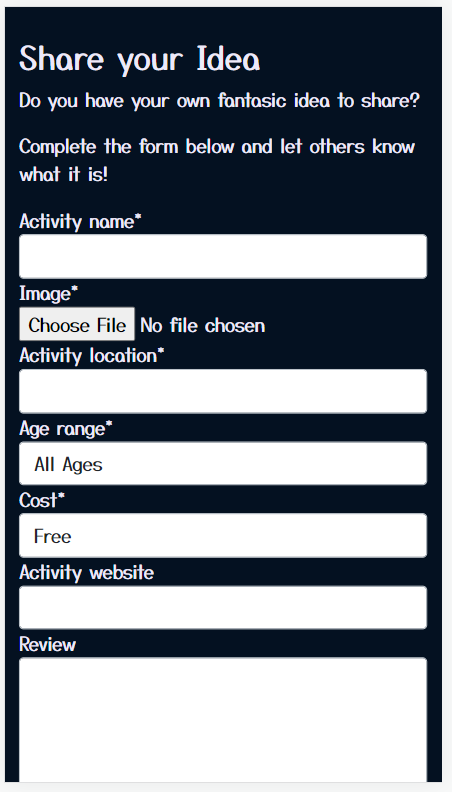 Share your Idea
Do you have your own fantasic idea to share?
Complete the form below and let others know
what it is!
Activity name*
Image*
Choose File No file chosen
Activity location*
Age range*
All Ages
Cost*
Free
Activity website
Review